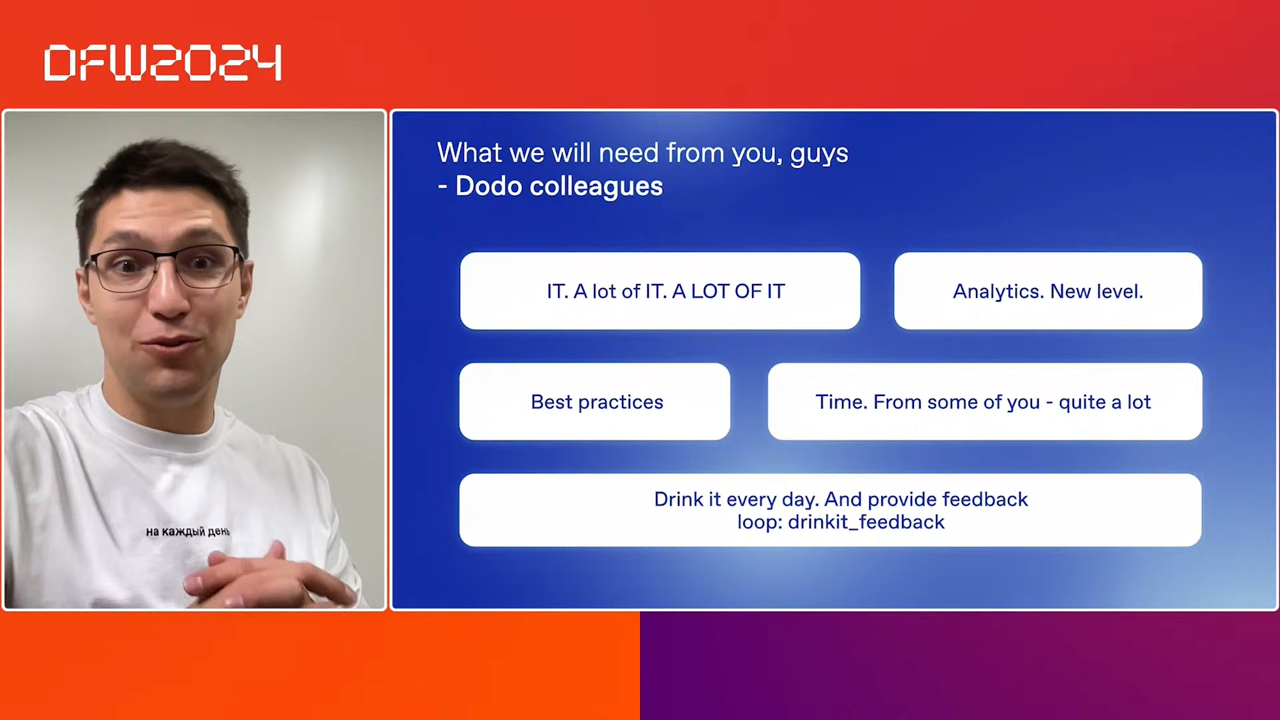 DFW2024
What we will need from you, guys
- Dodo colleagues
IT. A lot of IT. A LOT OF IT
Analytics. New level.
Best practices
Time. From some of you - quite a lot
Drink it every day. And provide feedback
loop: drinkit_feedback
на каждый день